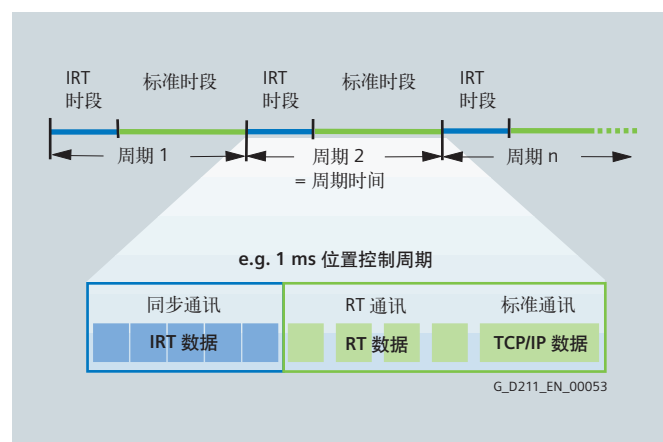 IRT 时段
标准时段
IRT 时段
标准时段
IRT 时段
周期 1
周期 2
周期 n
= 周期时间
e.g. 1 ms 位置控制周期
同步通讯
RT 通讯
标准通讯
IRT 数据
RT 数据
TCP/IP 数据
G_D211_EN_00053